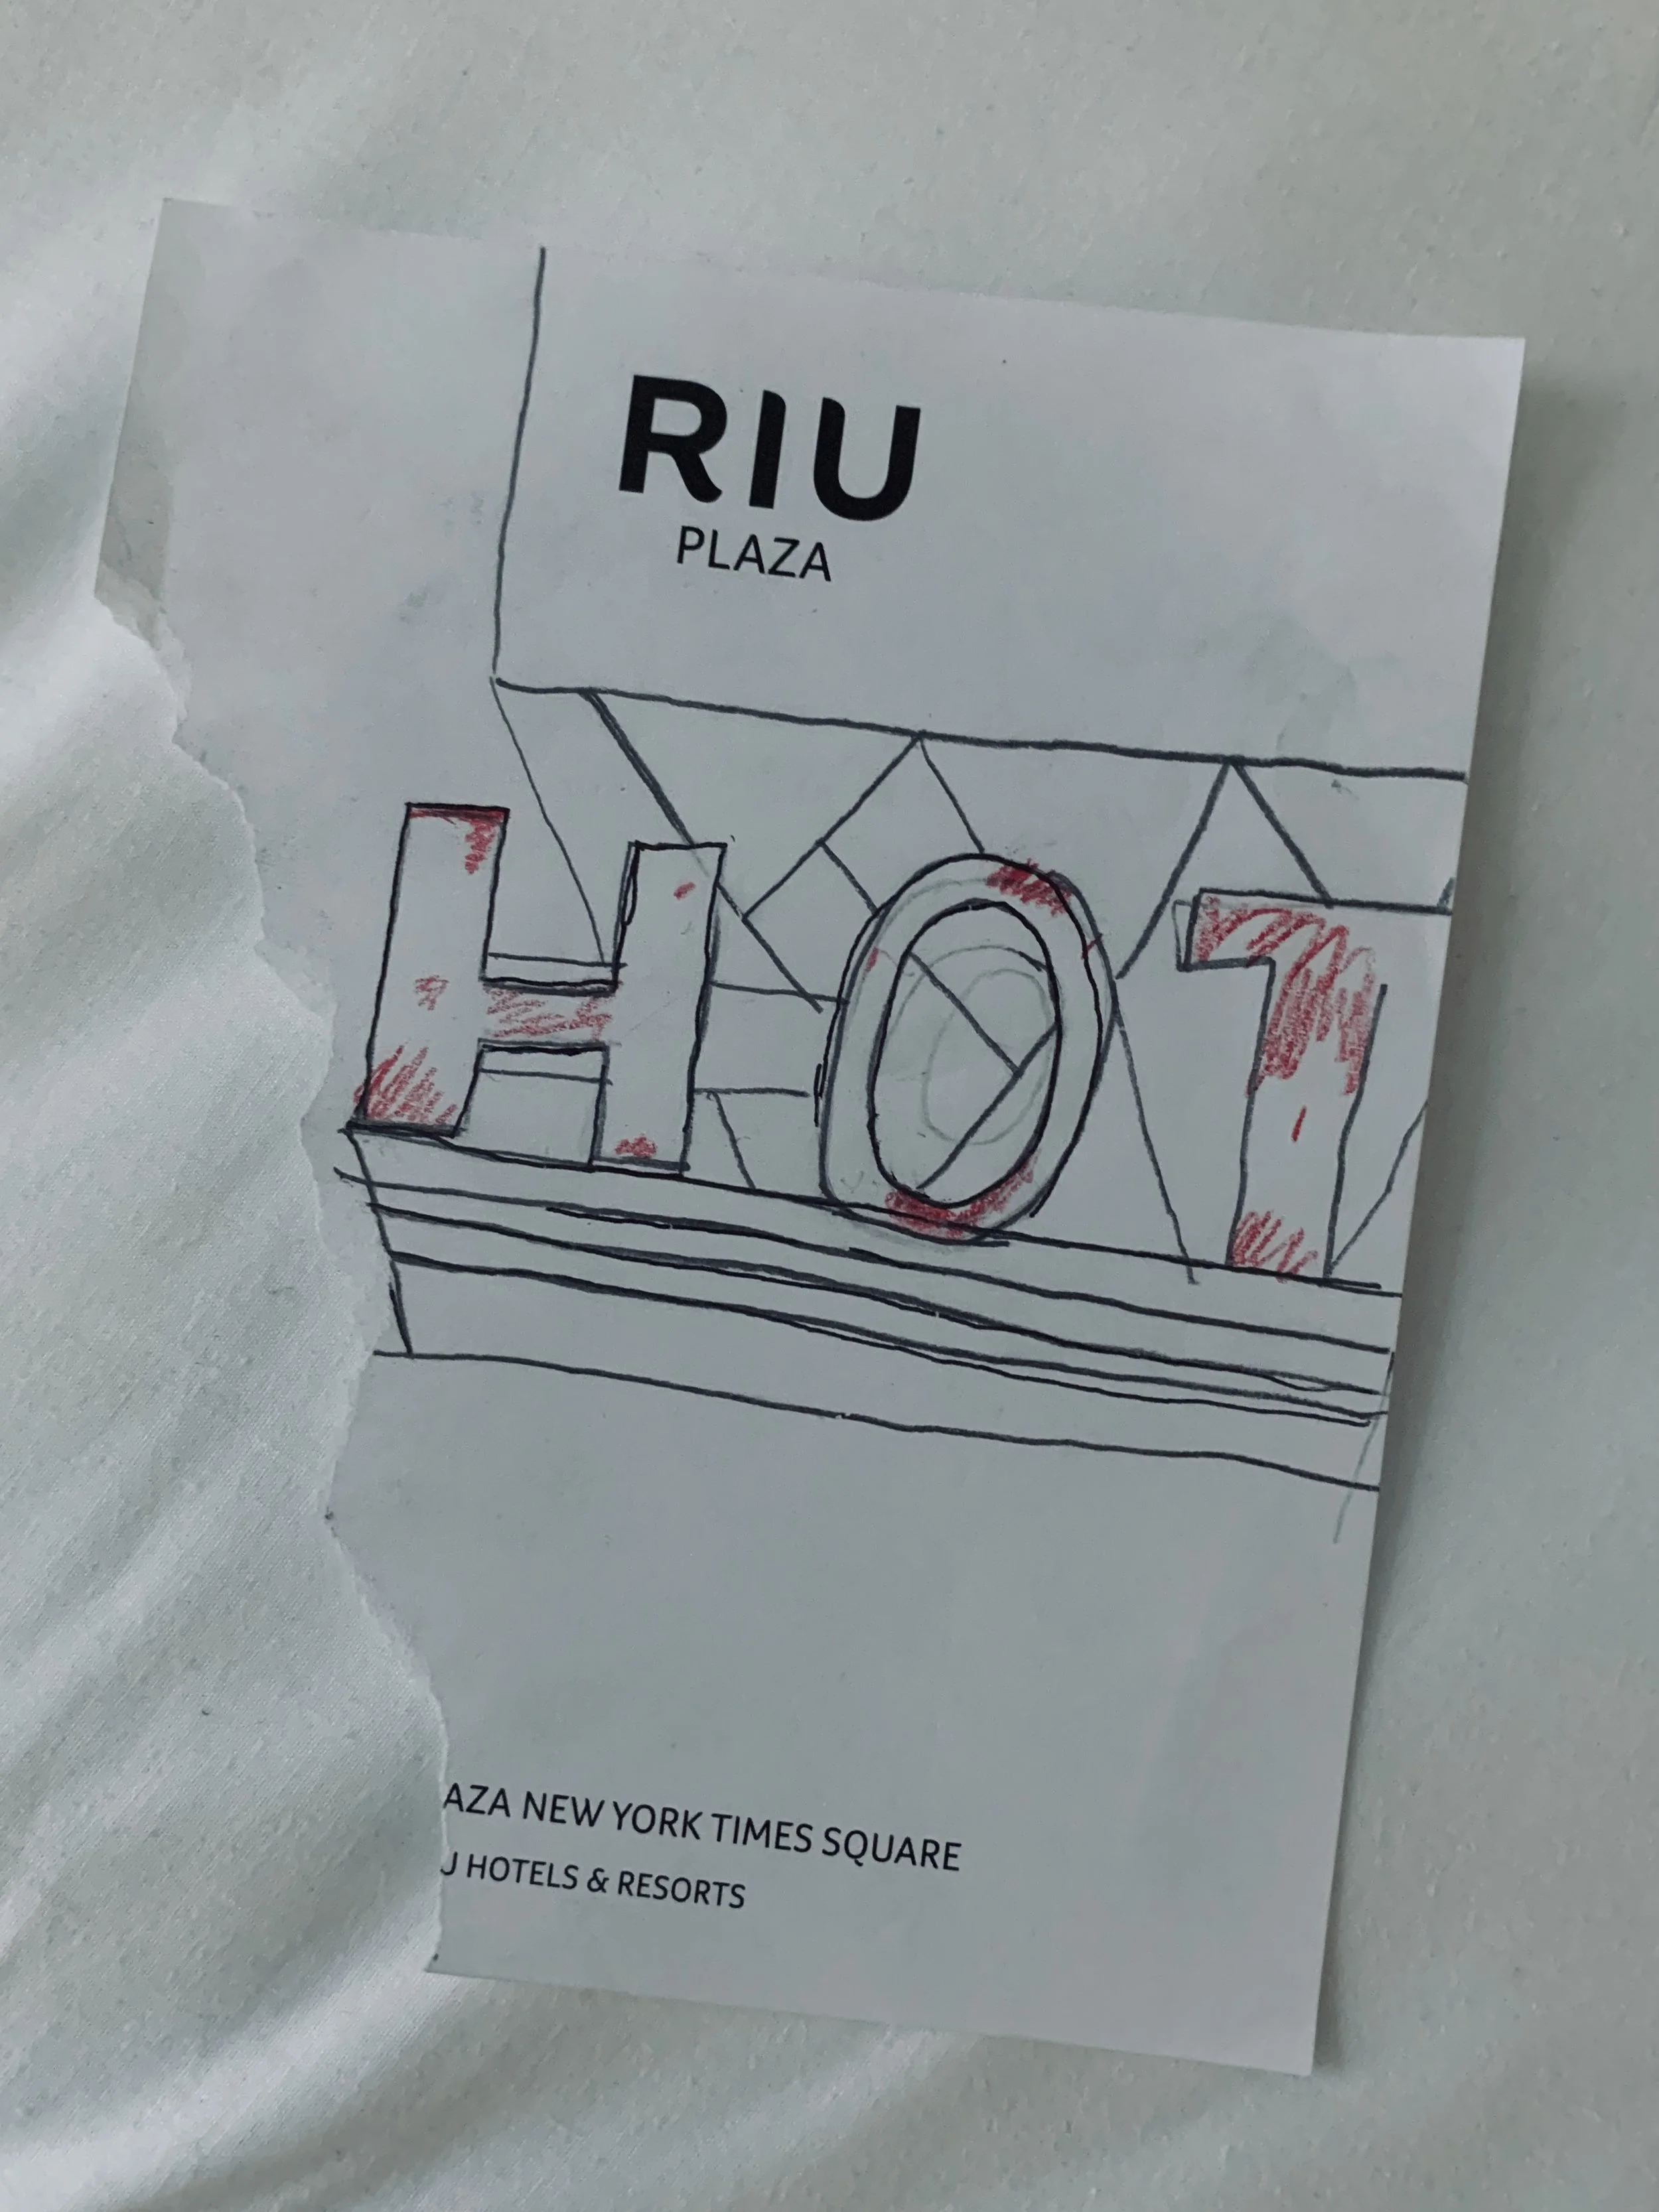 RIU
PLAZA
HOT
AZA NEW YORK TIMES SQUARE
U HOTELS & RESORTS